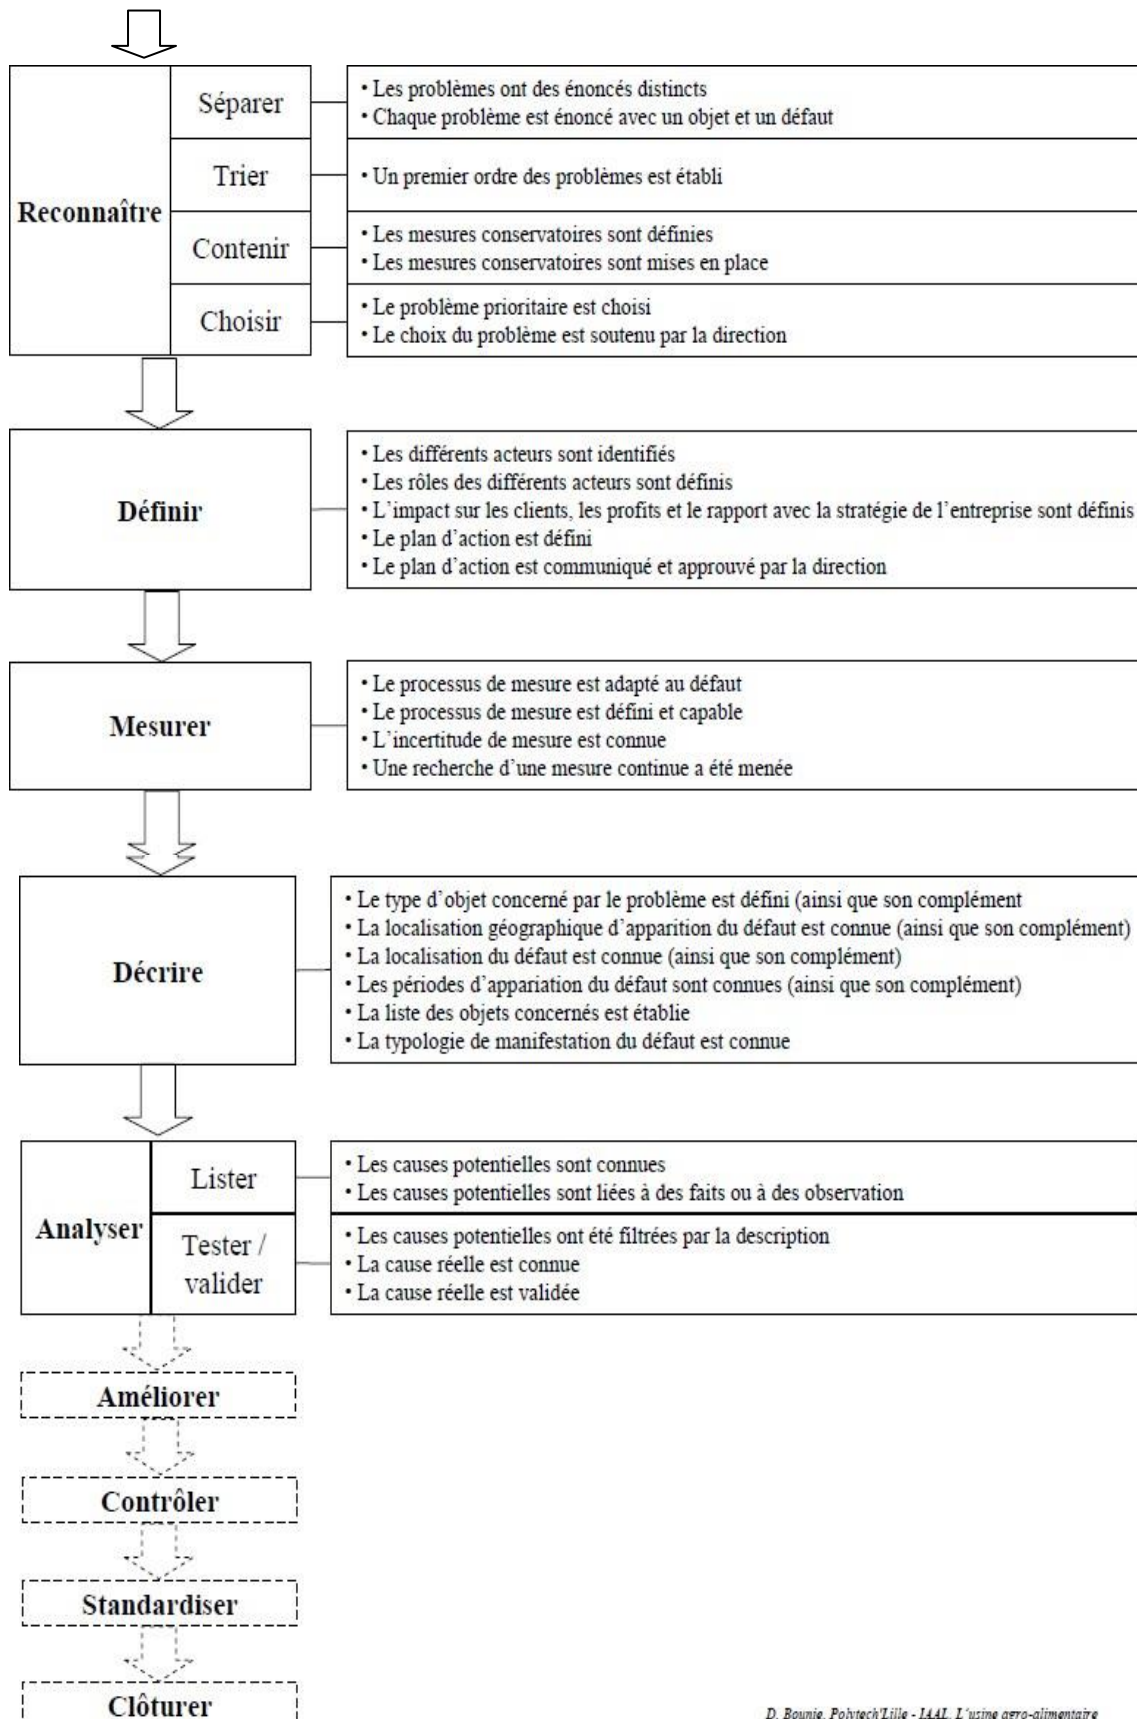 Reconnaître
Séparer
• Les problèmes ont des énoncés distincts
• Chaque problème est énoncé avec un objet et un défaut
Trier
• Un premier ordre des problèmes est établi
Contenir
• Les mesures conservatoires sont définies
• Les mesures conservatoires sont mises en place
Choisir
• Le problème prioritaire est choisi
• Le choix du problème est soutenu par la direction
Définir
• Les différents acteurs sont identifiés
• Les rôles des différents acteurs sont définis
• L'impact sur les clients, les profits et le rapport avec la stratégie de l'entreprise sont définis
• Le plan d'action est défini
• Le plan d'action est communiqué et approuvé par la direction
Mesurer
• Le processus de mesure est adapté au défaut
• Le processus de mesure est défini et capable
• L'incertitude de mesure est connue
• Une recherche d'une mesure continue a été menée
Décrire
• Le type d'objet concerné par le problème est défini (ainsi que son complément
• La localisation géographique d'apparition du défaut est connue (ainsi que son complément)
• La localisation du défaut est connue (ainsi que son complément)
• Les périodes d'appariation du défaut sont connues (ainsi que son complément)
• La liste des objets concernés est établie
• La typologie de manifestation du défaut est connue
Analyser
Lister
• Les causes potentielles sont connues
• Les causes potentielles sont liées à des faits ou à des observation
Tester /
valider
• Les causes potentielles ont été filtrées par la description
• La cause réelle est connue
• La cause réelle est validée
Améliorer
Contrôler
Standardiser
Clôturer
D. Bounie, Polytech'Lille - IAAL, L'usine agro-alimentaire